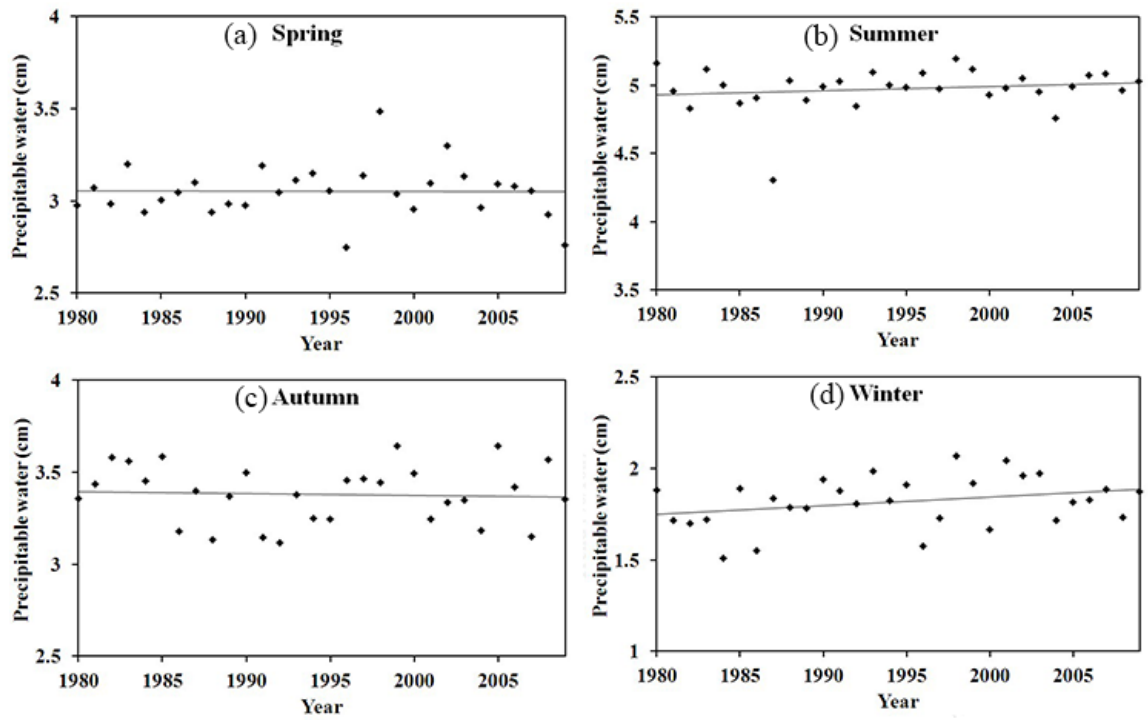 (a) Spring
Precipitable water (cm)
4
3.5
3
2.5
1980 1985 1990 1995 2000 2005
Year
(b) Summer
Precipitable water (cm)
5.5
5
4.5
4
3.5
1980 1985 1990 1995 2000 2005
Year
(c) Autumn
Precipitable water (cm)
4
3.5
3
2.5
1980 1985 1990 1995 2000 2005
Year
(d) Winter
Precipitable water (cm)
2.5
2
1.5
1
1980 1985 1990 1995 2000 2005
Year